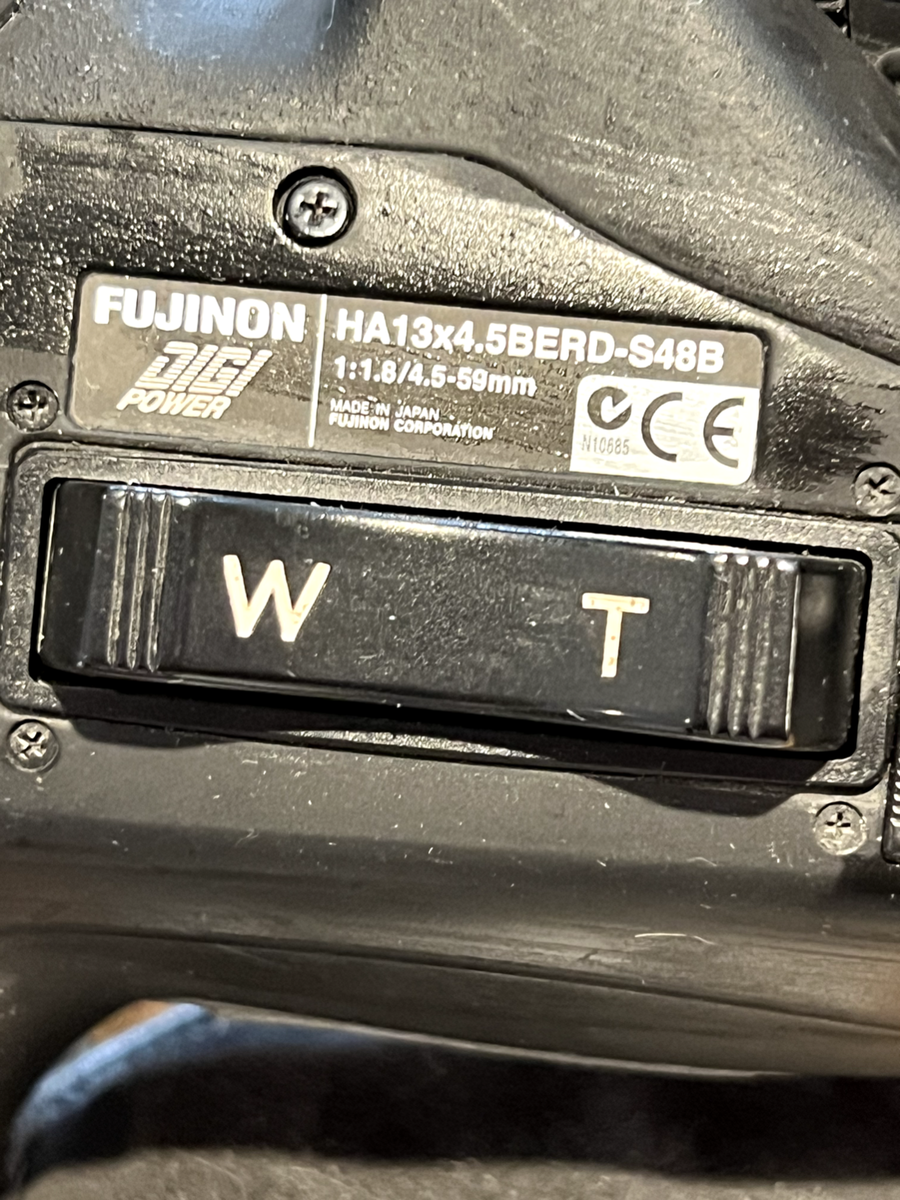 FUJINON
DIGI
POWER
HA13x4.5BERD-S48B
1:1.8/4.5-59mm
MADE IN JAPAN
FUJINON CORPORATION
N10685
CE
W
T